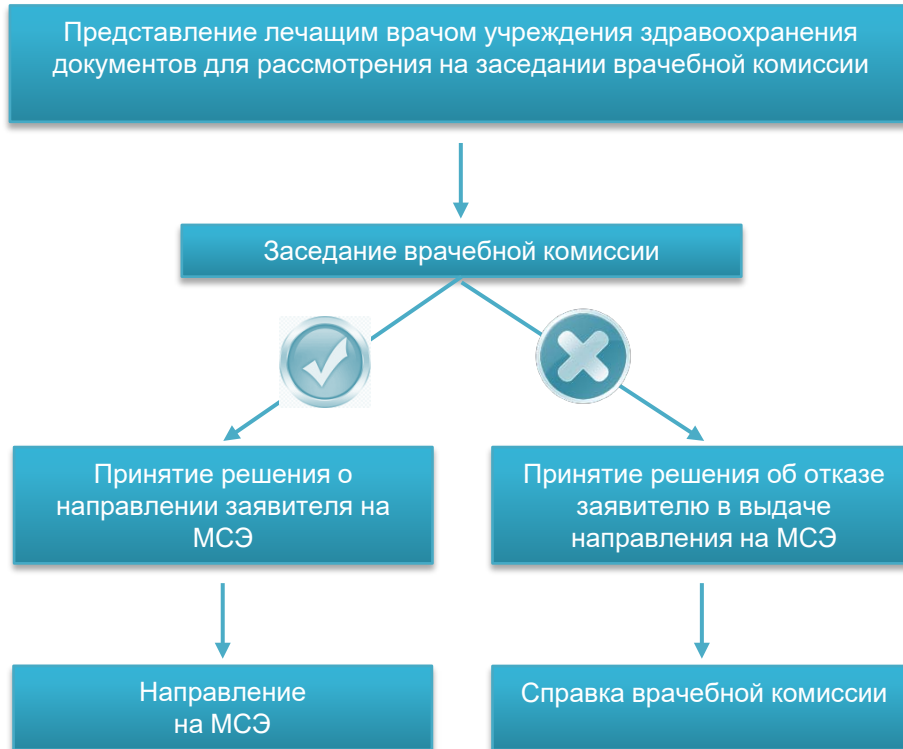 Представление лечащим врачом учреждения здравоохранения
документов для рассмотрения на заседании врачебной комиссии
Заседание врачебной комиссии
Принятие решения о
направлении заявителя на
МСЭ
Принятие решения об отказе
заявителю в выдаче
направления на МСЭ
Направление
на МСЭ
Справка врачебной комиссии